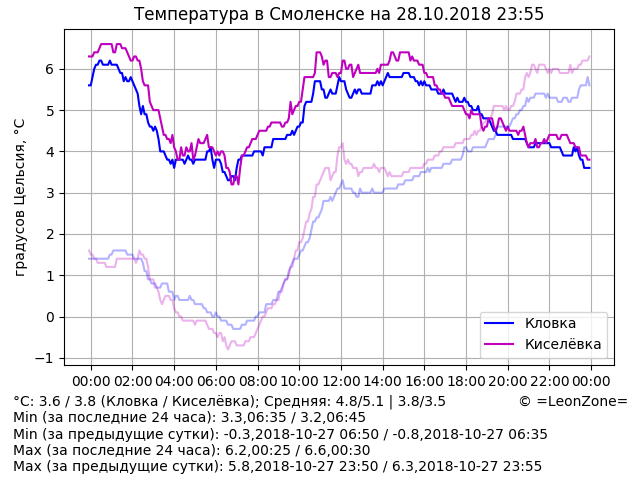 Температура в Смоленске на 28.10.2018 23:55
градусов Цельсия, °C
6
5
4
3
2
1
0
−1
Кловка
Киселёвка
00:00 02:00 04:00 06:00 08:00 10:00 12:00 14:00 16:00 18:00 20:00 22:00 00:00
°C: 3.6 / 3.8 (Кловка / Киселёвка); Средняя: 4.8/5.1 | 3.8/3.5 © =LeonZone=
Min (за последние 24 часа): 3.3,06:35 / 3.2,06:45
Min (за предыдущие сутки): -0.3,2018-10-27 06:50 / -0.8,2018-10-27 06:35
Max (за последние 24 часа): 6.2,00:25 / 6.6,00:30
Max (за предыдущие сутки): 5.8,2018-10-27 23:50 / 6.3,2018-10-27 23:55